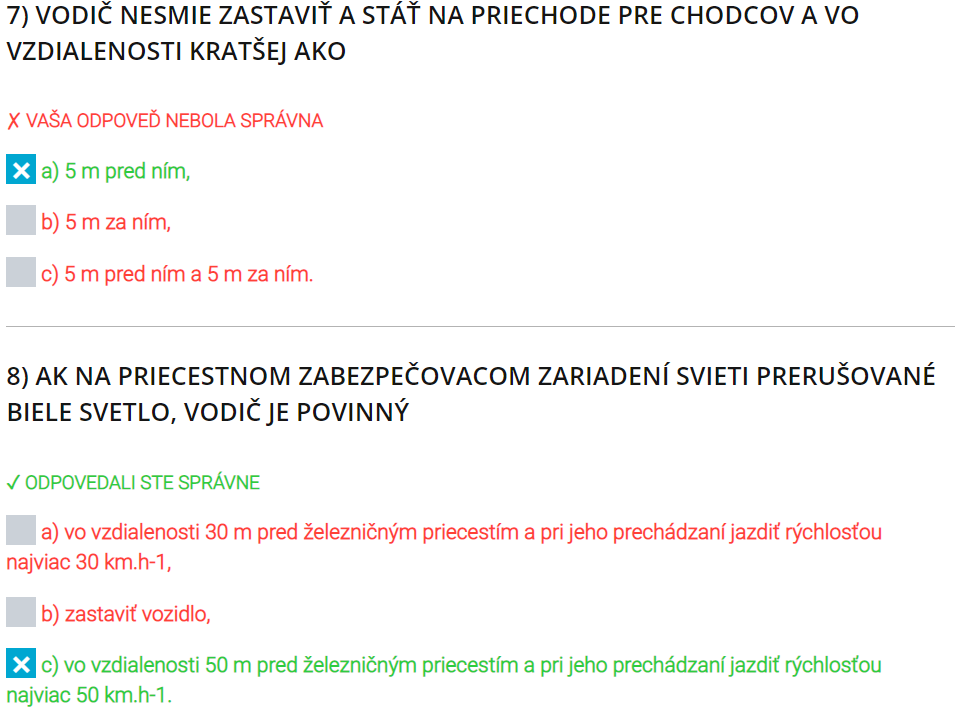 7) VODIČ NESMIE ZASTAVIŤ A STÁŤ NA PRIECHODE PRE CHODCOV A VO
VZDIALENOSTI KRATŠEJ AKO
✗ VAŠA ODPOVEĎ NEBOLA SPRÁVNA
a) 5 m pred ním,
b) 5 m za ním,
c) 5 m pred ním a 5 m za ním.
8) AK NA PRIECESTNOM ZABEZPEČOVACOM ZARIADENÍ SVIETI PRERUŠOVANÉ
BIELE SVETLO, VODIČ JE POVINNÝ
✓ ODPOVEDALI STE SPRÁVNE
a) vo vzdialenosti 30 m pred železničným priecestím a pri jeho prechádzaní jazdiť rýchlosťou
najviac 30 km.h-1,
b) zastaviť vozidlo,
c) vo vzdialenosti 50 m pred železničným priecestím a pri jeho prechádzaní jazdiť rýchlosťou
najviac 50 km.h-1.